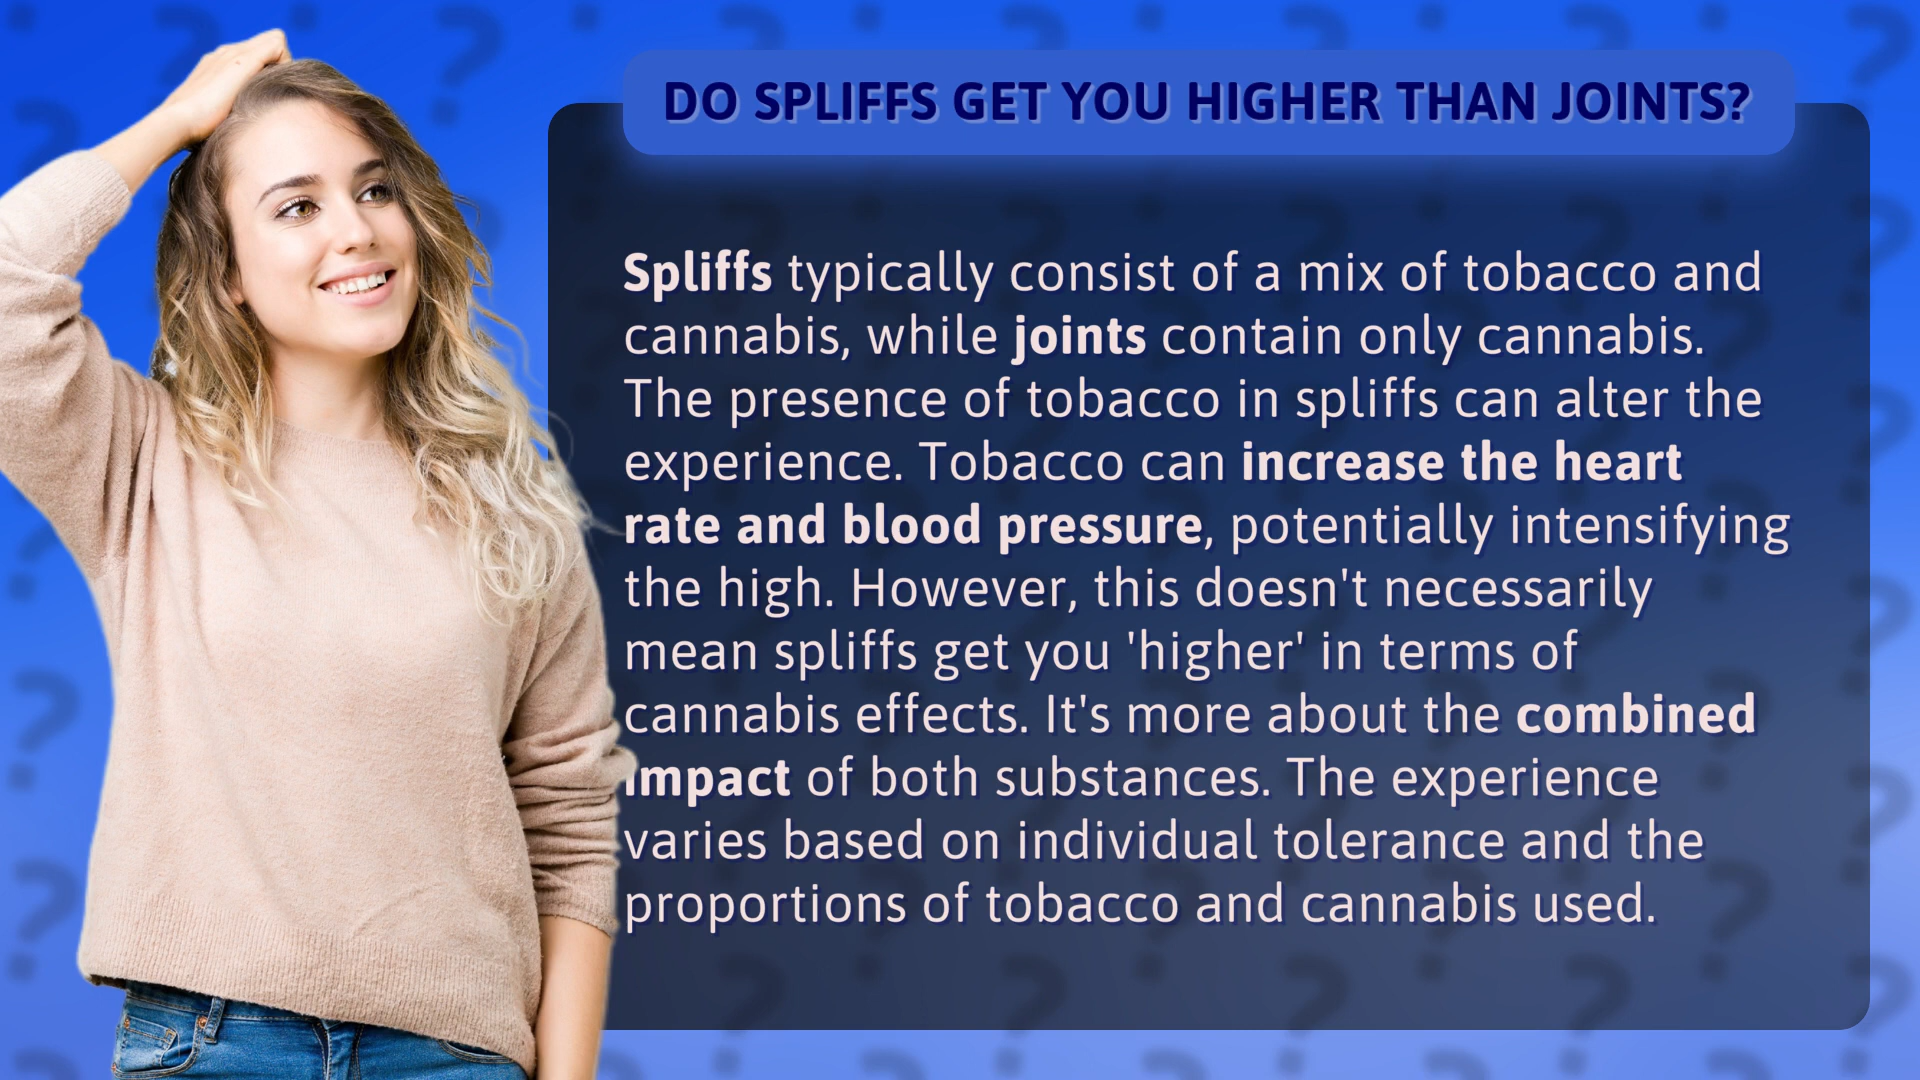 DO SPLIFFS GET YOU HIGHER THAN JOINTS?
Spliffs typically consist of a mix of tobacco and
cannabis, while joints contain only cannabis.
The presence of tobacco in spliffs can alter the
experience. Tobacco can increase the heart
rate and blood pressure, potentially intensifying
the high. However, this doesn't necessarily
mean spliffs get you 'higher' in terms of
cannabis effects. It's more about the combined
impact of both substances. The experience
varies based on individual tolerance and the
proportions of tobacco and cannabis used.